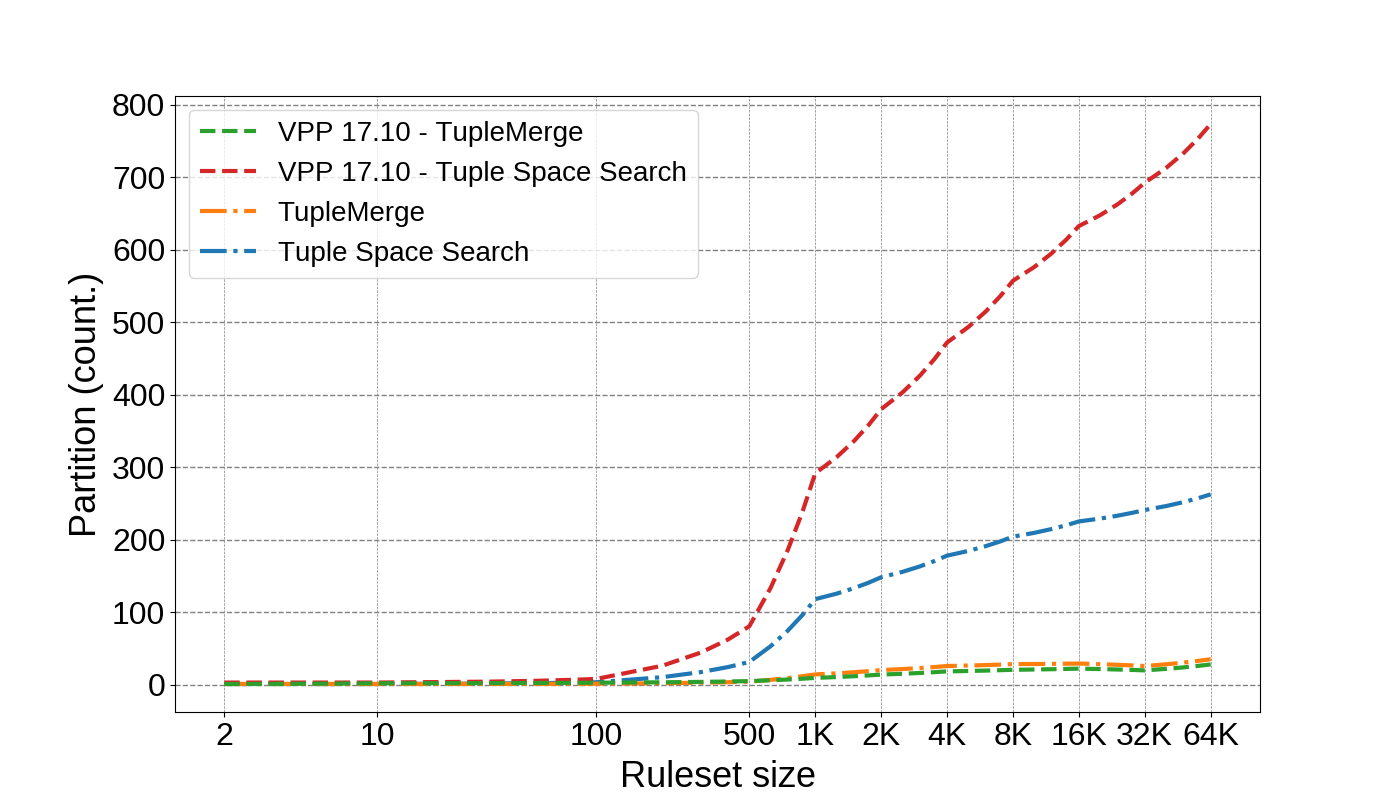 800
700
600
500
400
300
200
100
0
Partition (count.)
VPP 17.10 - TupleMerge
VPP 17.10 - Tuple Space Search
TupleMerge
Tuple Space Search
2 10 100 500 1K 2K 4K 8K 16K 32K 64K
Ruleset size